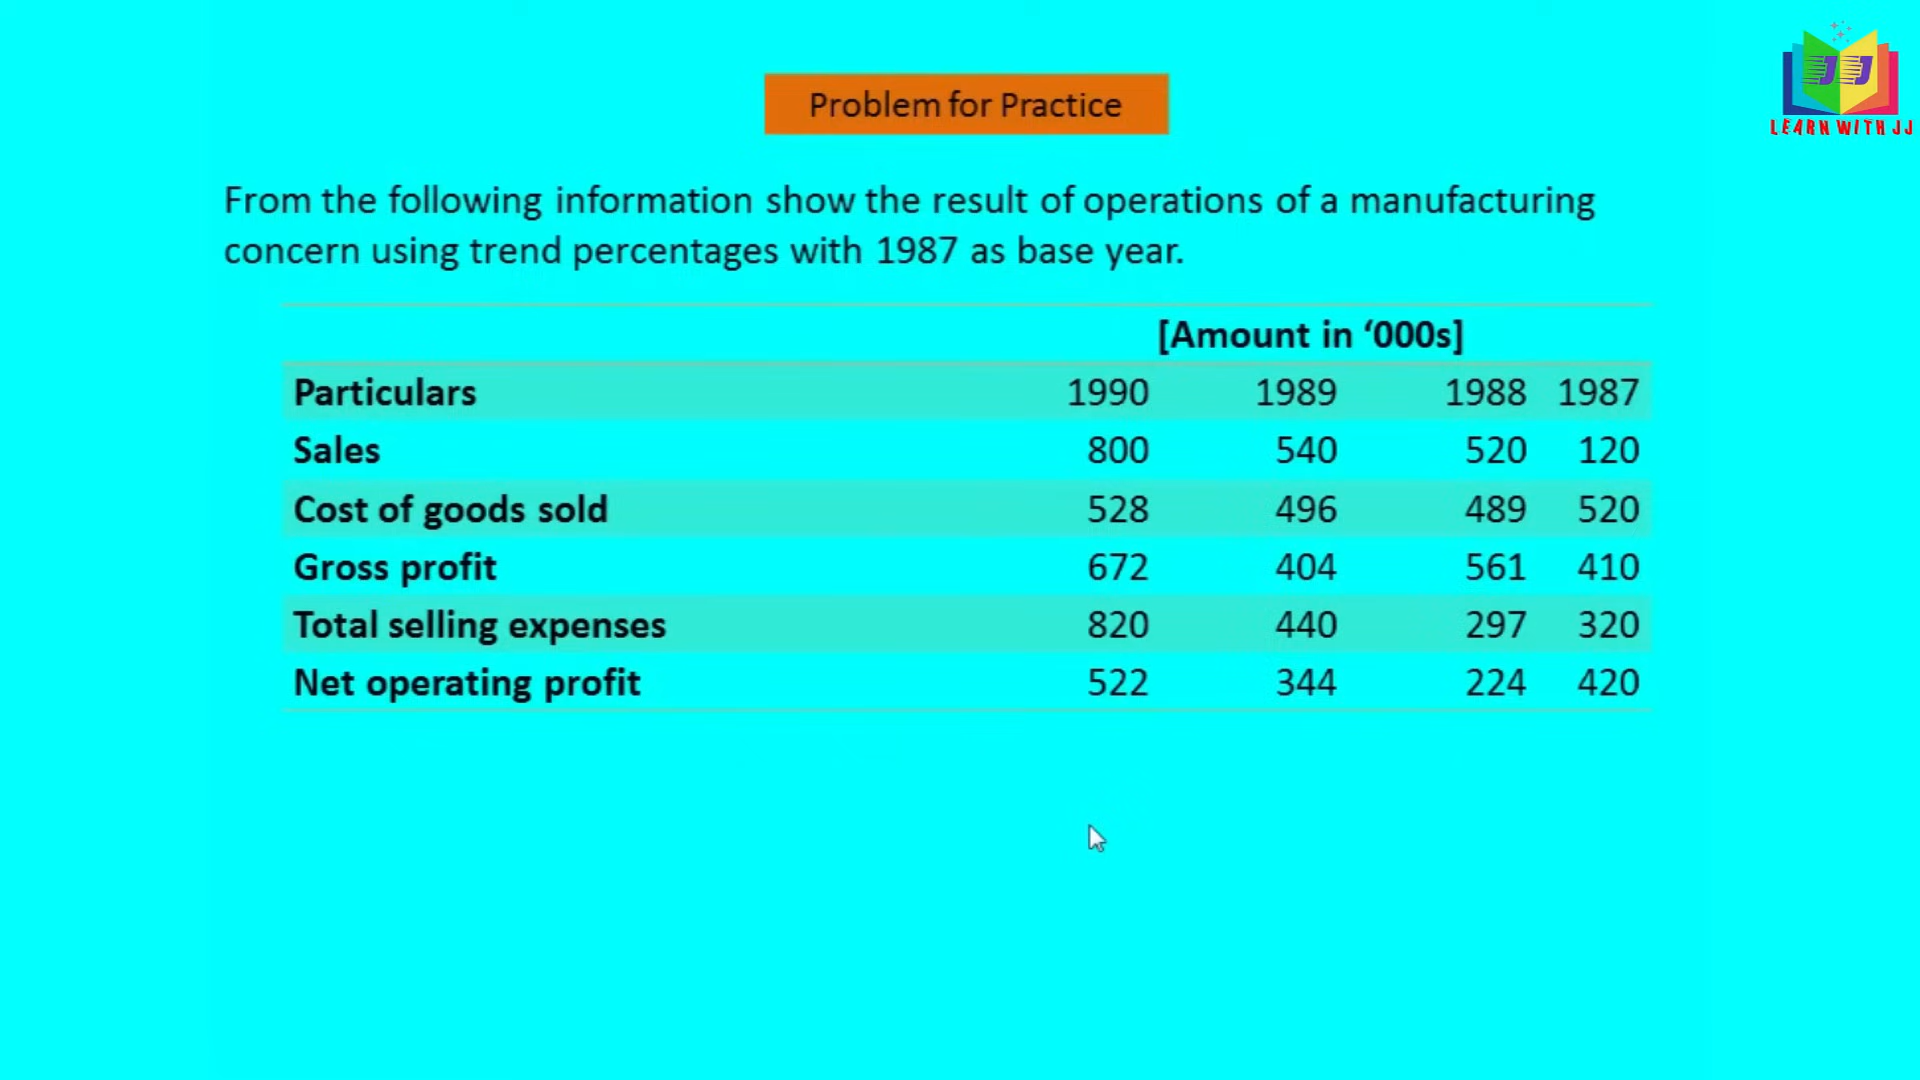 Problem for Practice
JJ
LEARN WITH JJ
From the following information show the result of operations of a manufacturing
concern using trend percentages with 1987 as base year.
[Amount in ‘000s]
Particulars 1990 1989 1988 1987
Sales 800 540 520 120
Cost of goods sold 528 496 489 520
Gross profit 672 404 561 410
Total selling expenses 820 440 297 320
Net operating profit 522 344 224 420